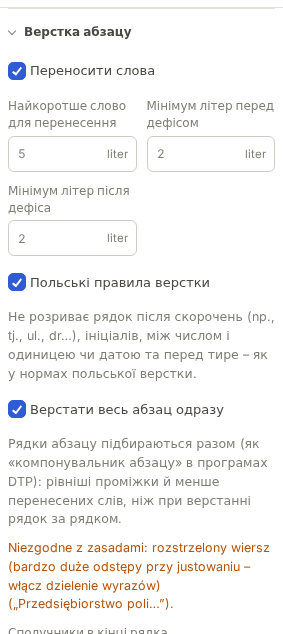 Верстка абзацу
Переносити слова
Найкоротше слово
для перенесення
Мінімум літер перед
дефісом
5 liter
2 liter
Мінімум літер після
дефіса
2 liter
Польські правила верстки
Не розриває рядок після скорочень (np.,
tj., ul., dr...), ініціалів, між числом і
одиницею чи датою та перед тире – як
у нормах польської верстки.
Верстати весь абзац одразу
Рядки абзацу підбираються разом (як
«компонувальник абзацу» в програмах
DTP): рівніші проміжки й менше
перенесених слів, ніж при верстанні
рядок за рядком.
Niezgodne z zasadami: rozstrzelony wiersz
(bardzo duże odstępy przy justowaniu –
włącz dzielenie wyrazów)
(„Przedsiębiorstwo poli…”).
Сполучники в кінці рядка